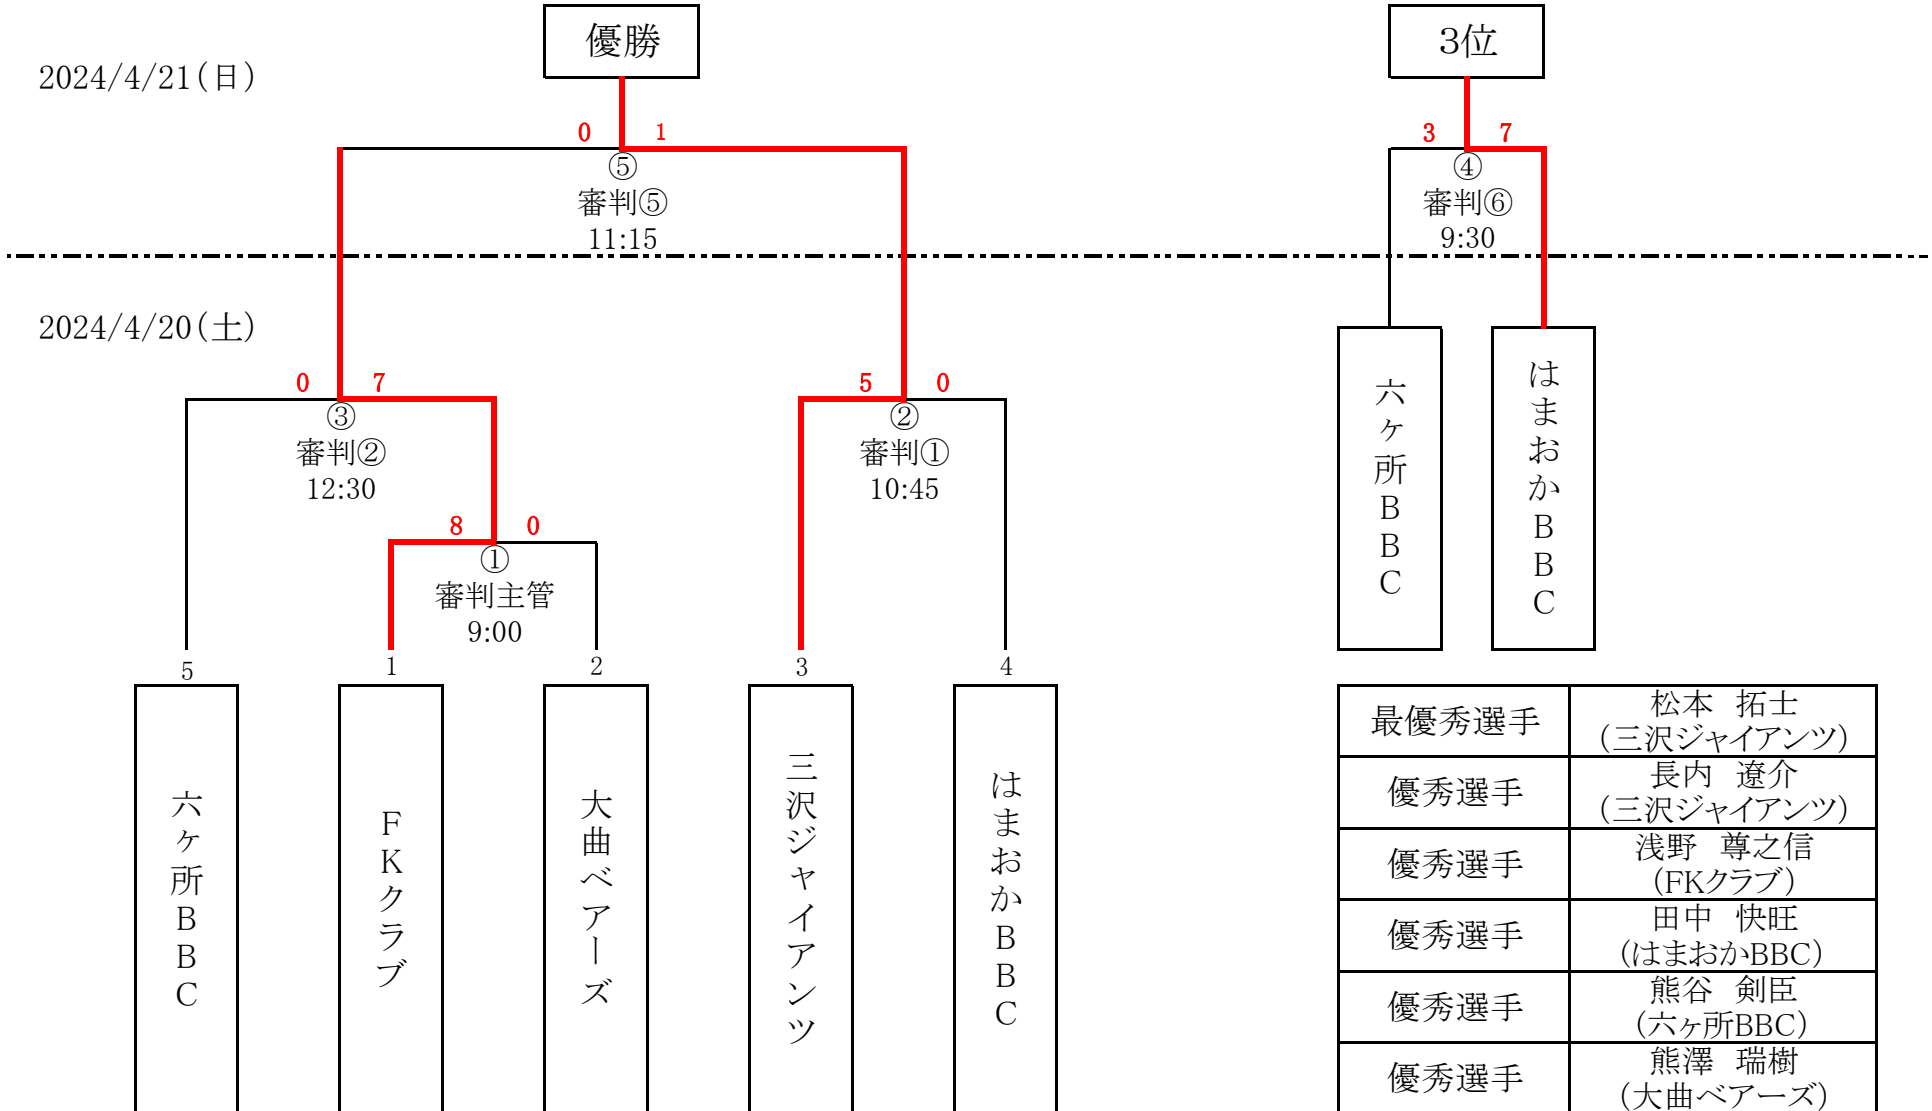 優勝
3位
2024/4/21(日)
0 1
3 7
⑤
審判⑤
11:15
④
審判⑥
9:30
2024/4/20(土)
0 7
5 0
③
審判②
12:30
②
審判①
10:45
8 0
①
審判主管
9:00
六ヶ所BBC
はまおかBBC
5
1
2
3
4
六ヶ所BBC
FKクラブ
大曲ベアーズ
三沢ジャイアンツ
はまおかBBC
最優秀選手
松本 拓士
(三沢ジャイアンツ)
優秀選手
長内 遼介
(三沢ジャイアンツ)
優秀選手
浅野 尊之信
(FKクラブ)
優秀選手
田中 快旺
(はまおかBBC)
優秀選手
熊谷 剣臣
(六ヶ所BBC)
優秀選手
熊澤 瑞樹
(大曲ベアーズ)